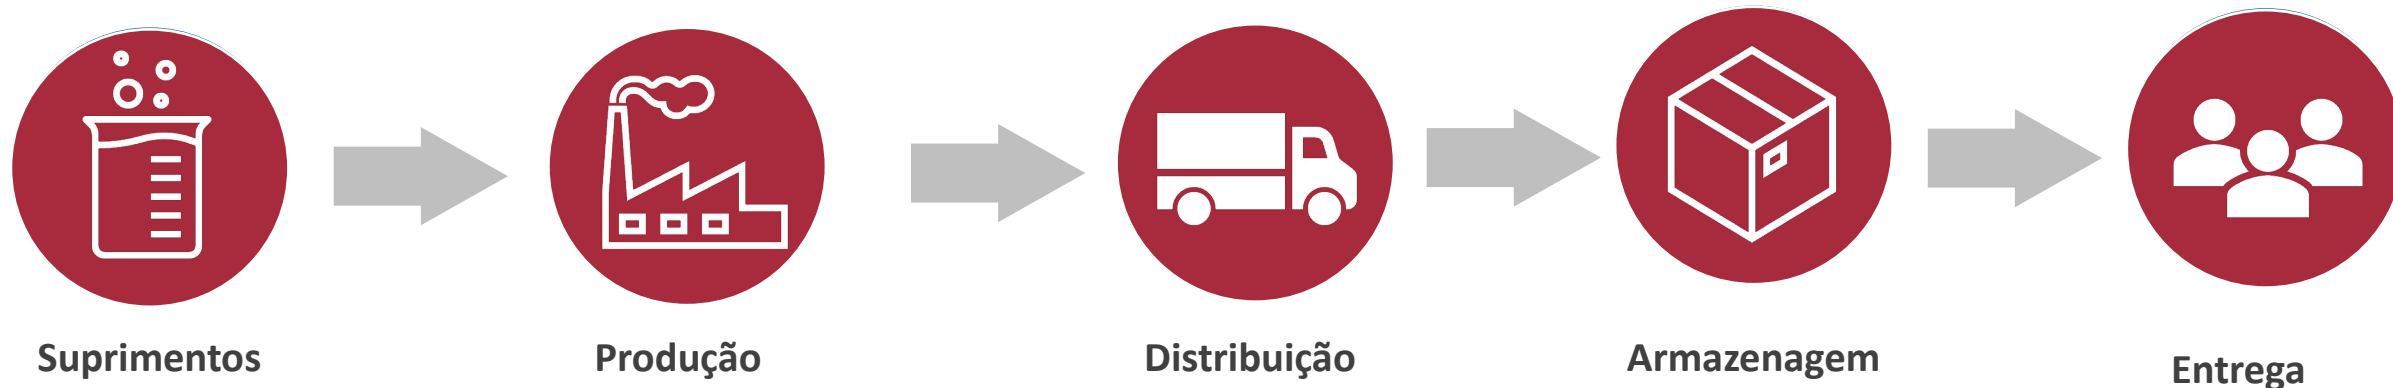 Suprimentos
Produção
Distribuição
Armazenagem
Entrega